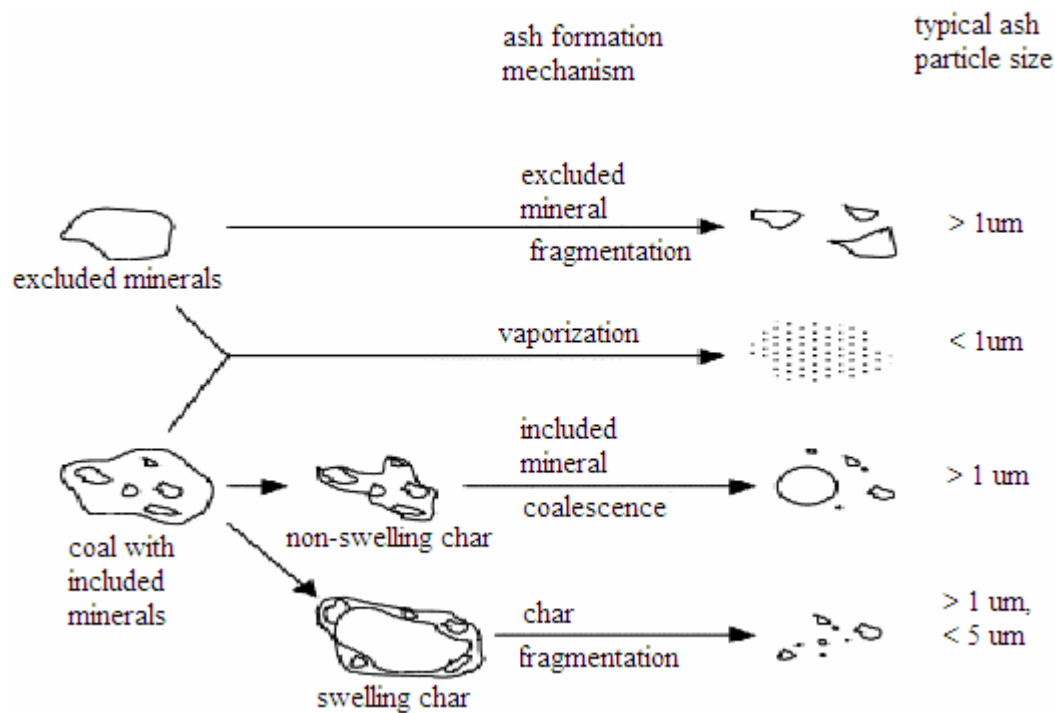 ash formation
mechanism
typical ash
particle size
excluded
mineral
fragmentation
> 1um
excluded minerals
vaporization
< 1um
included
mineral
coalescence
> 1 um
non-swelling char
coal with
included
minerals
char
fragmentation
> 1 um,
< 5 um
swelling char